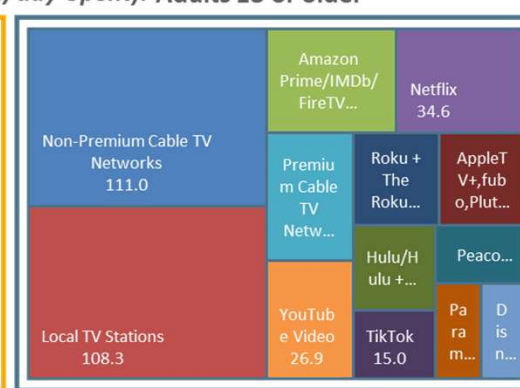 Adults 18 or older
Non-Premium Cable TV
Networks
111.0
Local TV Stations
108.3
Amazon
Prime/IMDb/
FireTV...
Netflix
34.6
Premiu
m Cable
TV
Netw...
Roku +
The
Roku...
AppleT
V+,fub
o,Plut...
Hulu/H
ulu +...
Peaco...
YouTub
e Video
26.9
TikTok
15.0
Pa
ra
m...
D
is
n...